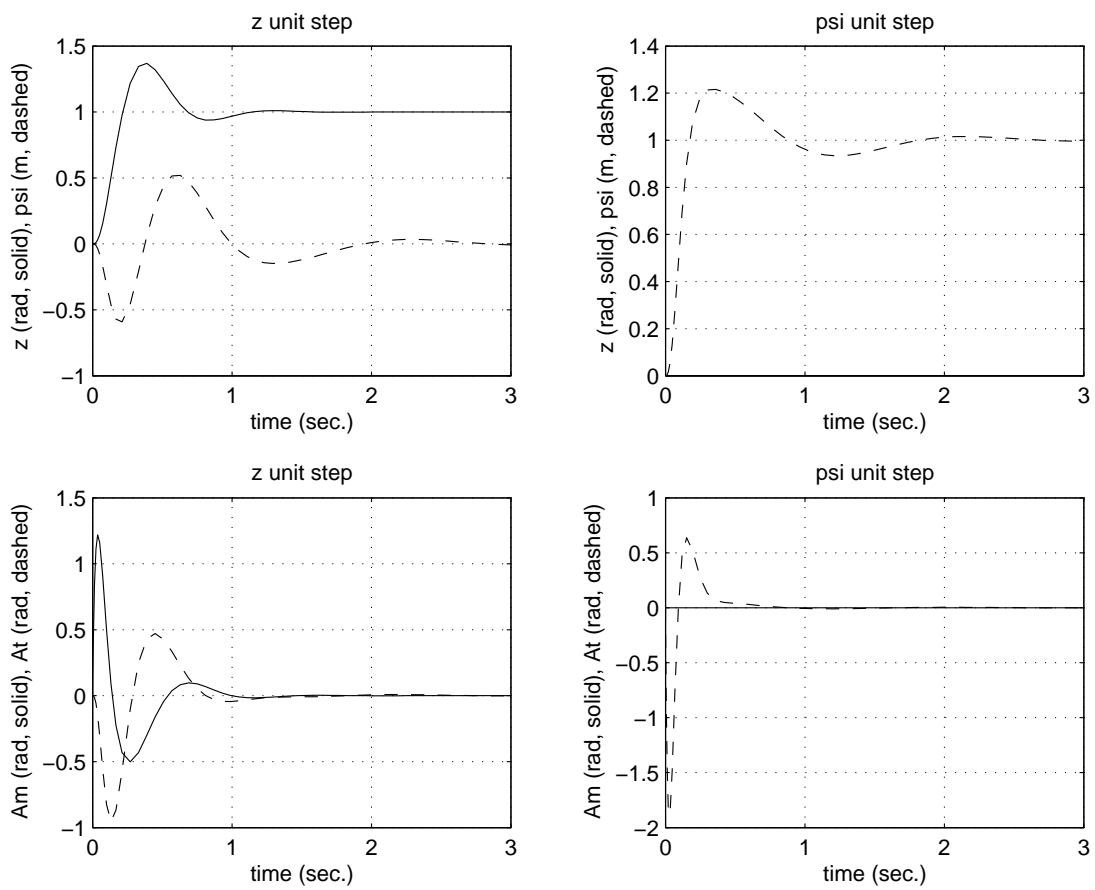 z unit step
1.5
1
0.5
0
−0.5
−1
z (rad, solid), psi (m, dashed)
0 1 2 3
time (sec.)
psi unit step
1.4
1.2
1
0.8
0.6
0.4
0.2
0
z (rad, solid), psi (m, dashed)
0 1 2 3
time (sec.)
z unit step
1.5
1
0.5
0
−0.5
−1
Am (rad, solid), At (rad, dashed)
0 1 2 3
time (sec.)
psi unit step
1
0.5
0
−0.5
−1
−1.5
−2
Am (rad, solid), At (rad, dashed)
0 1 2 3
time (sec.)